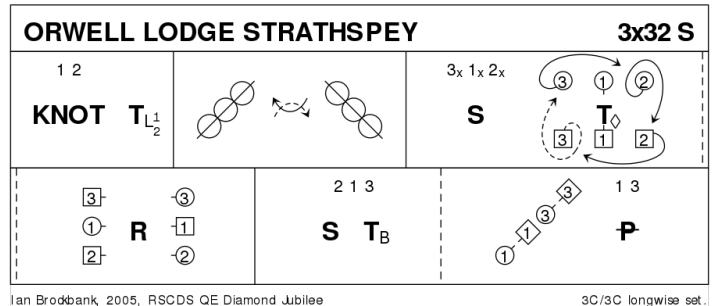 ORWELL LODGE STRATHSPEY 3x32 S
1 2
KNOT TL½
3x 1x 2x
S
3 1 2
T◊
3 1 2
3 3
1 R 1
2 2
2 1 3
S TB
3
3
1
1
1 3
P
Ian Brockbank, 2005, RSCDS QE Diamond Jubilee 3C/3C longwise set.